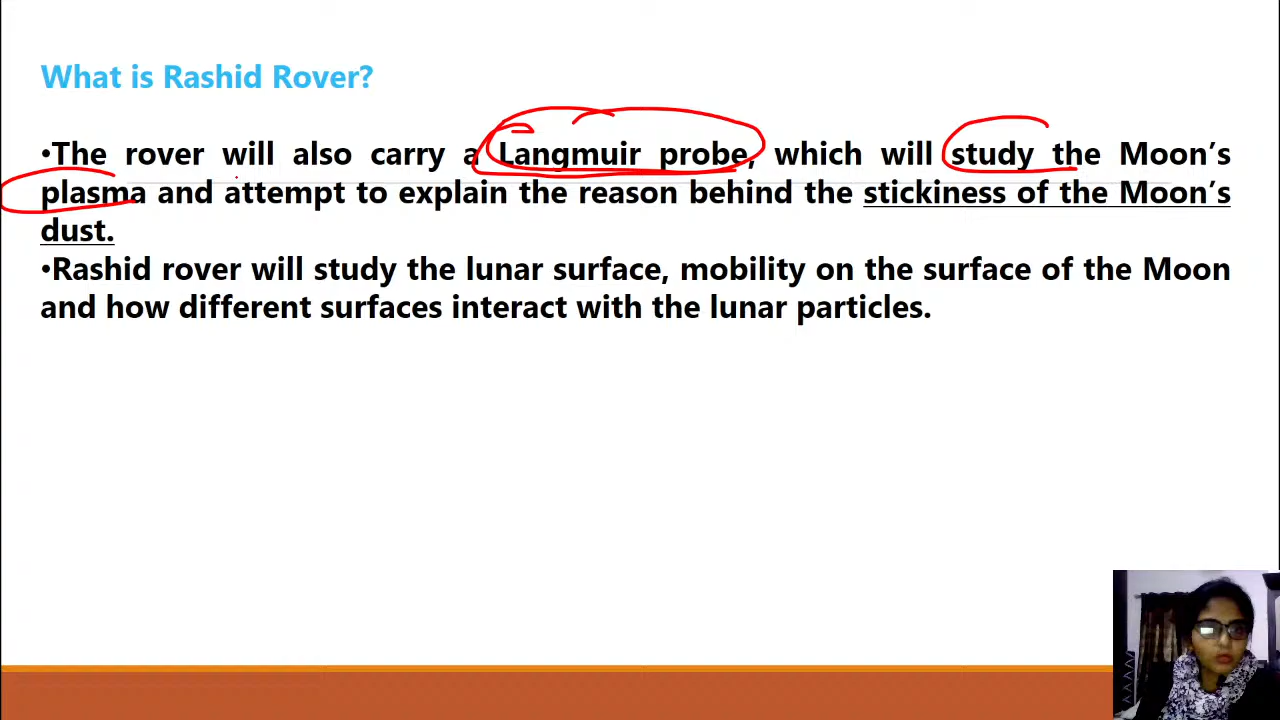 What is Rashid Rover?
•The rover will also carry a Langmuir probe, which will study the Moon’s
plasma and attempt to explain the reason behind the stickiness of the Moon’s
dust.
•Rashid rover will study the lunar surface, mobility on the surface of the Moon
and how different surfaces interact with the lunar particles.